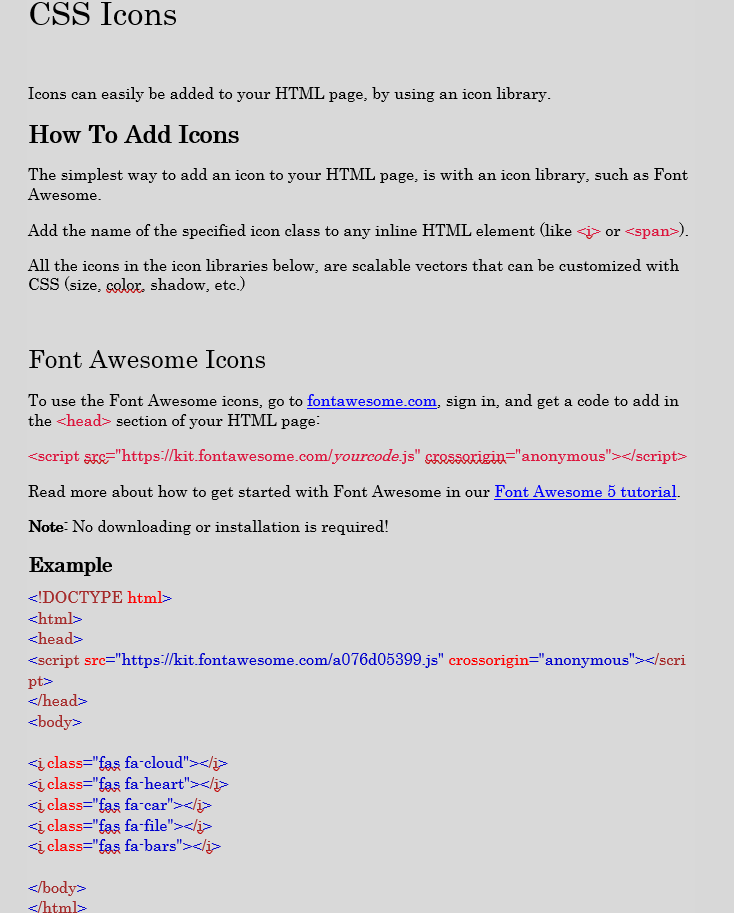 CSS Icons
Icons can easily be added to your HTML page, by using an icon library.
How To Add Icons
The simplest way to add an icon to your HTML page, is with an icon library, such as Font
Awesome.
Add the name of the specified icon class to any inline HTML element (like <i> or <span>).
All the icons in the icon libraries below, are scalable vectors that can be customized with
CSS (size, color, shadow, etc.)
Font Awesome Icons
To use the Font Awesome icons, go to fontawesome.com, sign in, and get a code to add in
the <head> section of your HTML page:
<script src="https://kit.fontawesome.com/yourcode.js" crossorigin="anonymous"></script>
Read more about how to get started with Font Awesome in our Font Awesome 5 tutorial.
Note: No downloading or installation is required!
Example
<!DOCTYPE html>
<html>
<head>
<script src="https://kit.fontawesome.com/a076d05399.js" crossorigin="anonymous"></scri
pt>
</head>
<body>
<i class="fas fa-cloud"></i>
<i class="fas fa-heart"></i>
<i class="fas fa-car"></i>
<i class="fas fa-file"></i>
<i class="fas fa-bars"></i>
</body>
</html>